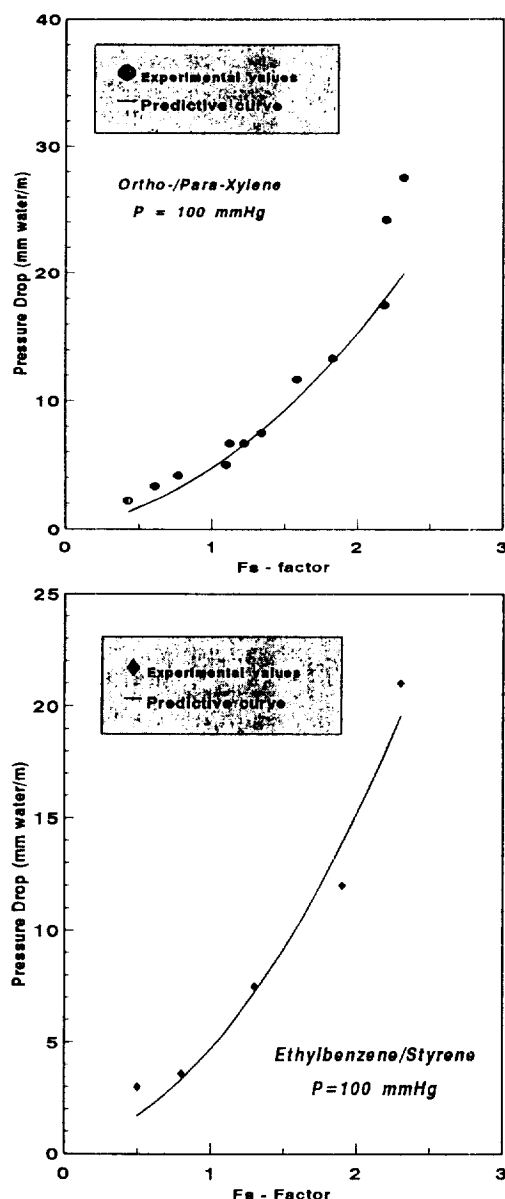 40
30
20
10
0
Pressure Drop (mm water/m)
Experimental values
Predictive curve
Ortho-/Para-Xylene
P = 100 mmHg
0
1
2
3
Fs - factor
25
20
15
10
5
0
Pressure Drop (mm water/m)
Experimental values
Predictive curve
Ethylbenzene/Styrene
P=100 mmHg
0
1
2
3
Fs - Factor